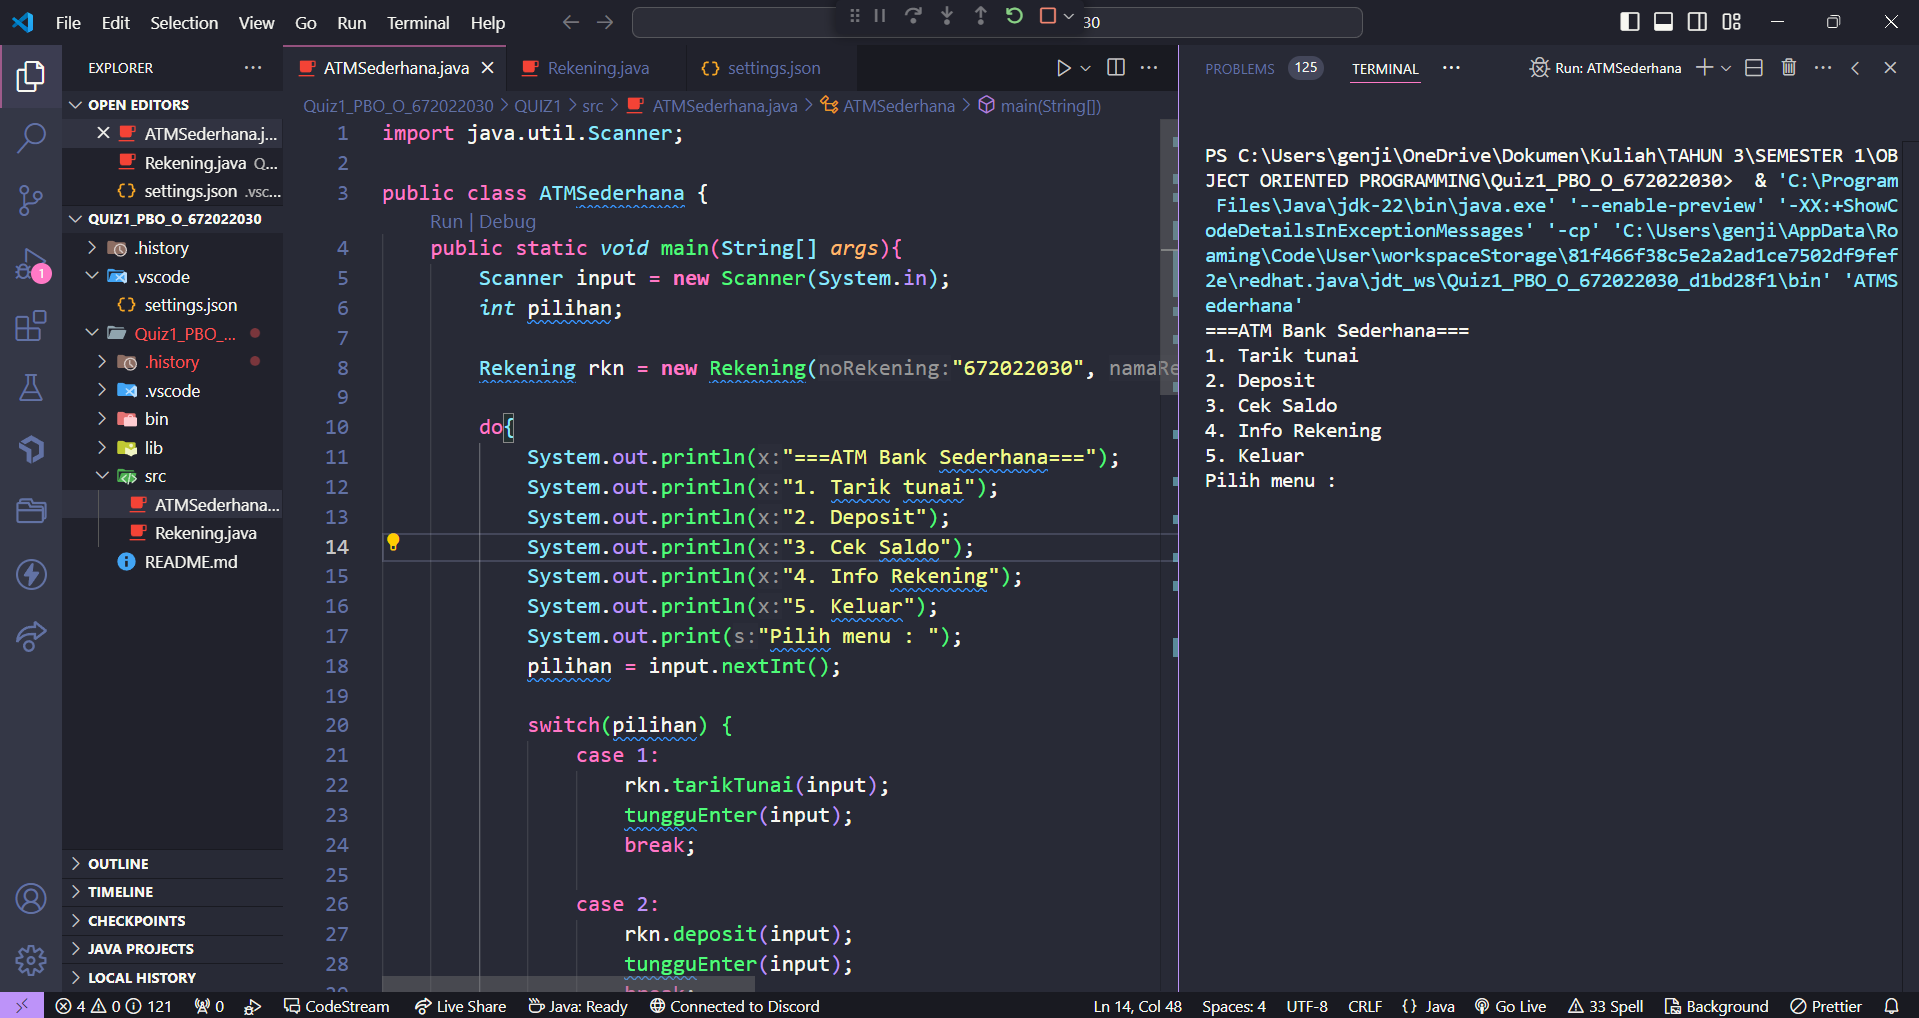 File Edit Selection View Go Run Terminal Help
30
EXPLORER
OPEN EDITORS
ATMSederhana.j...
Rekening.java Q...
settings.json .vsc...
QUIZ1_PBO_O_672022030
.history
.vscode
settings.json
Quiz1_PBO_...
.history
.vscode
bin
lib
src
ATMSederhana...
Rekening.java
README.md
OUTLINE
TIMELINE
CHECKPOINTS
JAVA PROJECTS
LOCAL HISTORY
1
ATMSederhana.java Rekening.java settings.json
Quiz1_PBO_O_672022030 > QUIZ1 > src > ATMSederhana.java > ATMSederhana > main(String[])
1 import java.util.Scanner;
2
3 public class ATMSederhana {
Run | Debug
4 public static void main(String[] args){
5 Scanner input = new Scanner(System.in);
6 int pilihan;
7
8 Rekening rkn = new Rekening(noRekening:"672022030", namaRe
9
10 do{
11 System.out.println(x:"===ATM Bank Sederhana===");
12 System.out.println(x:"1. Tarik tunai");
13 System.out.println(x:"2. Deposit");
14 System.out.println(x:"3. Cek Saldo");
15 System.out.println(x:"4. Info Rekening");
16 System.out.println(x:"5. Keluar");
17 System.out.print(s:"Pilih menu : ");
18 pilihan = input.nextInt();
19
20 switch(pilihan) {
21 case 1:
22 rkn.tarikTunai(input);
23 tungguEnter(input);
24 break;
25
26 case 2:
27 rkn.deposit(input);
28 tungguEnter(input);
29 break;
PROBLEMS 125 TERMINAL ... Run: ATMSederhana
PS C:\Users\genji\OneDrive\Dokumen\Kuliah\TAHUN 3\SEMESTER 1\OB
JECT ORIENTED PROGRAMMING\Quiz1_PBO_O_672022030> & 'C:\Program
Files\Java\jdk-22\bin\java.exe' '--enable-preview' '-XX:+ShowC
odeDetailsInExceptionMessages' '-cp' 'C:\Users\genji\AppData\Ro
aming\Code\User\workspaceStorage\81f466f38c5e2a2ad1ce7502df9fef
2e\redhat.java\jdt_ws\Quiz1_PBO_O_672022030_d1bd28f1\bin' 'ATMS
ederhana'
===ATM Bank Sederhana===
1. Tarik tunai
2. Deposit
3. Cek Saldo
4. Info Rekening
5. Keluar
Pilih menu :
4 0 121 0 CodeStream Live Share Java: Ready Connected to Discord Ln 14, Col 48 Spaces: 4 UTF-8 CRLF {} Java Go Live 33 Spell Background Prettier